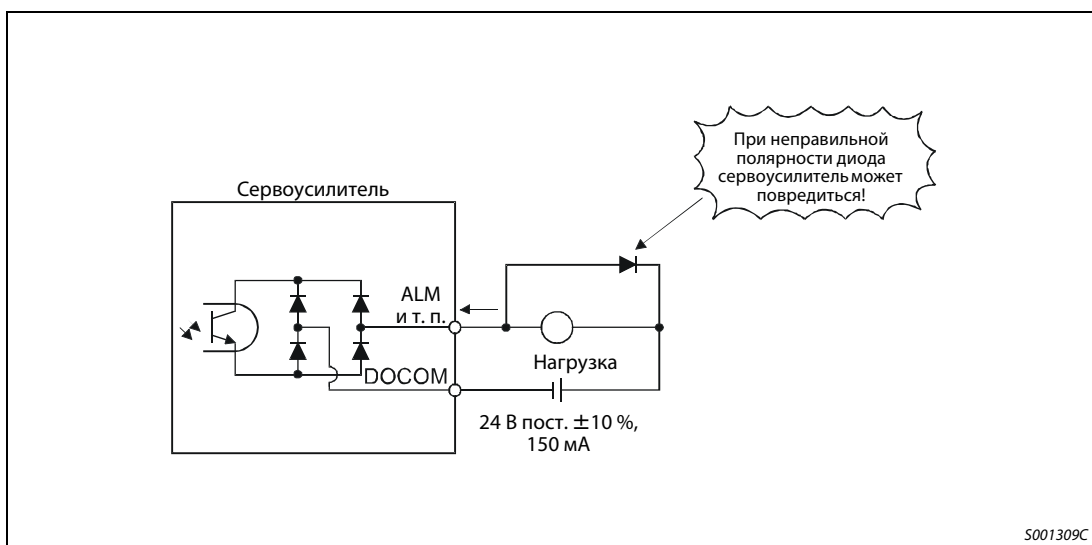 При неправильной
полярности диода
сервоусилитель может
повредиться!
Сервоусилитель
ALM
и т. п.
Нагрузка
DOCOM
24 В пост. ±10 %,
150 мА
S001309C